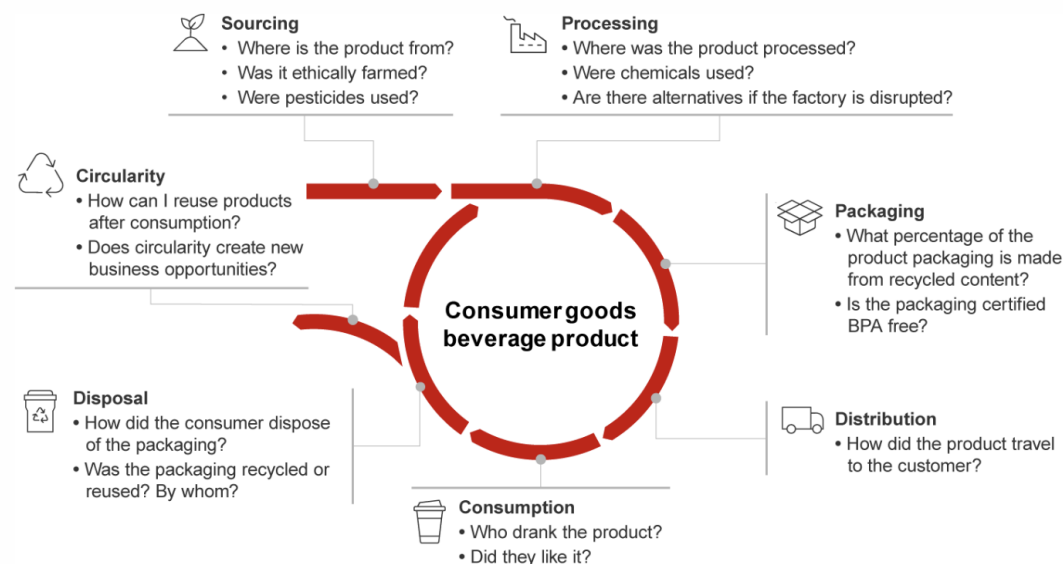 Sourcing
• Where is the product from?
• Was it ethically farmed?
• Were pesticides used?
Processing
• Where was the product processed?
• Were chemicals used?
• Are there alternatives if the factory is disrupted?
Circularity
• How can I reuse products
after consumption?
• Does circularity create new
business opportunities?
Packaging
• What percentage of the
product packaging is made
from recycled content?
• Is the packaging certified
BPA free?
Consumer goods
beverage product
Disposal
• How did the consumer dispose
of the packaging?
• Was the packaging recycled or
reused? By whom?
Distribution
• How did the product travel
to the customer?
Consumption
• Who drank the product?
• Did they like it?